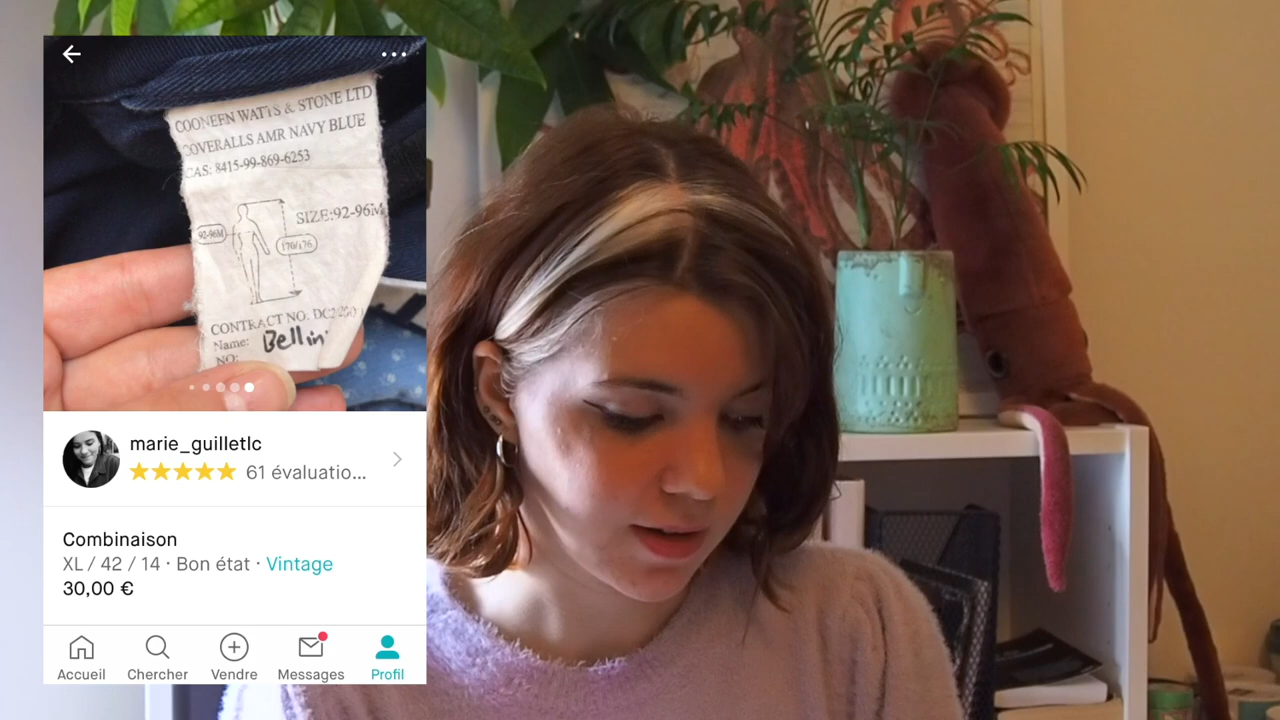 COONEEN WATTS & STONE LTD
COVERALLS AMR NAVY BLUE
CAS: 8415-99-869-6253
SIZE:92-96M
92-96M
170/176
CONTRACT NO.
Name: Bellin
NO:
marie_guilletlc
61 évaluatio...
Combinaison
XL / 42 / 14 · Bon état · Vintage
30,00 €
Accueil Chercher Vendre Messages Profil